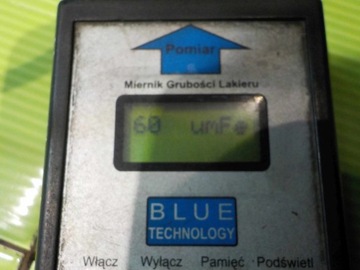 Pomiar
Miernik Grubości Lakieru
60 umFe
BLUE
TECHNOLOGY
Włącz Wyłącz Pamięć Podświetl